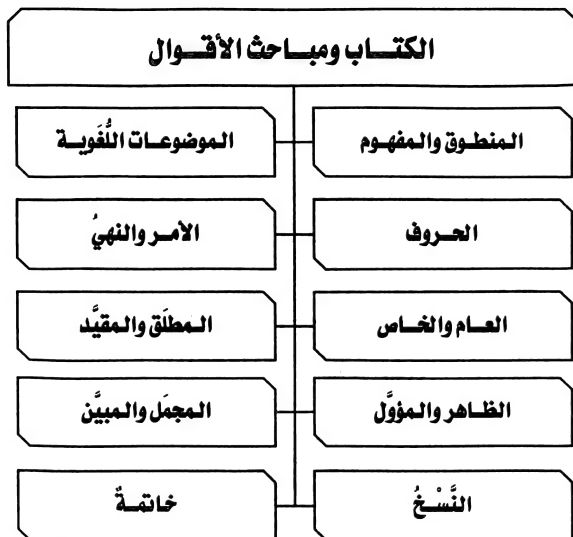 الكتاب ومباحث الأقوال
المنطوق والمفهوم
الموضوعات اللُّغَوية
الحروف
الأمر والنهيُ
العام والخاص
المطلَق والمقيَّد
الظاهر والمؤوَّل
المجمَل والمبيَّن
النَّسْخُ
خاتمةٌ